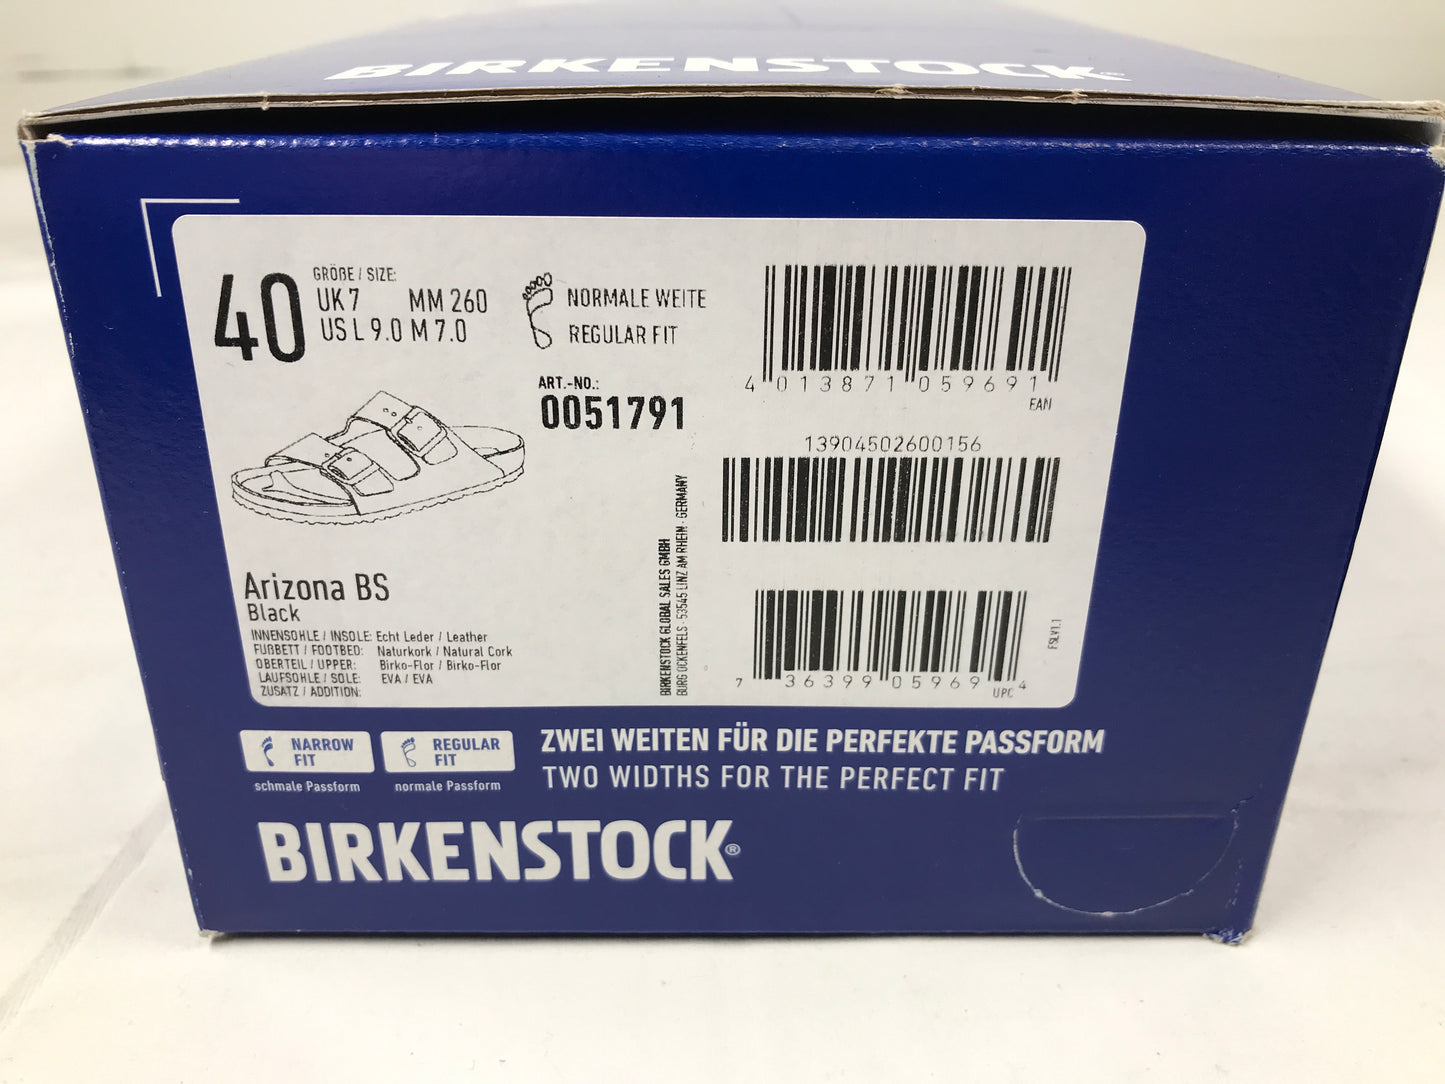 BIRKENSTOCK®
40
GRÖßE / SIZE:
UK 7 MM 260
US L 9.0 M 7.0
NORMALE WEITE
REGULAR FIT
ART.-NO.:
0051791
4 013871 059691
EAN
13904502600156
7 36399 05969 4
UPC
Arizona BS
Black
INNENSOHLE / INSOLE: Echt Leder / Leather
FUßBETT / FOOTBED: Naturkork / Natural Cork
OBERTEIL / UPPER: Birko-Flor / Birko-Flor
LAUFSOHLE / SOLE: EVA / EVA
ZUSATZ / ADDITION:
BIRKENSTOCK GLOBAL SALES GMBH
BURG OCKENFELS · 53545 LINZ AM RHEIN · GERMANY
FSLV1.1
NARROW FIT
schmale Passform
REGULAR FIT
normale Passform
ZWEI WEITEN FÜR DIE PERFEKTE PASSFORM
TWO WIDTHS FOR THE PERFECT FIT
BIRKENSTOCK®